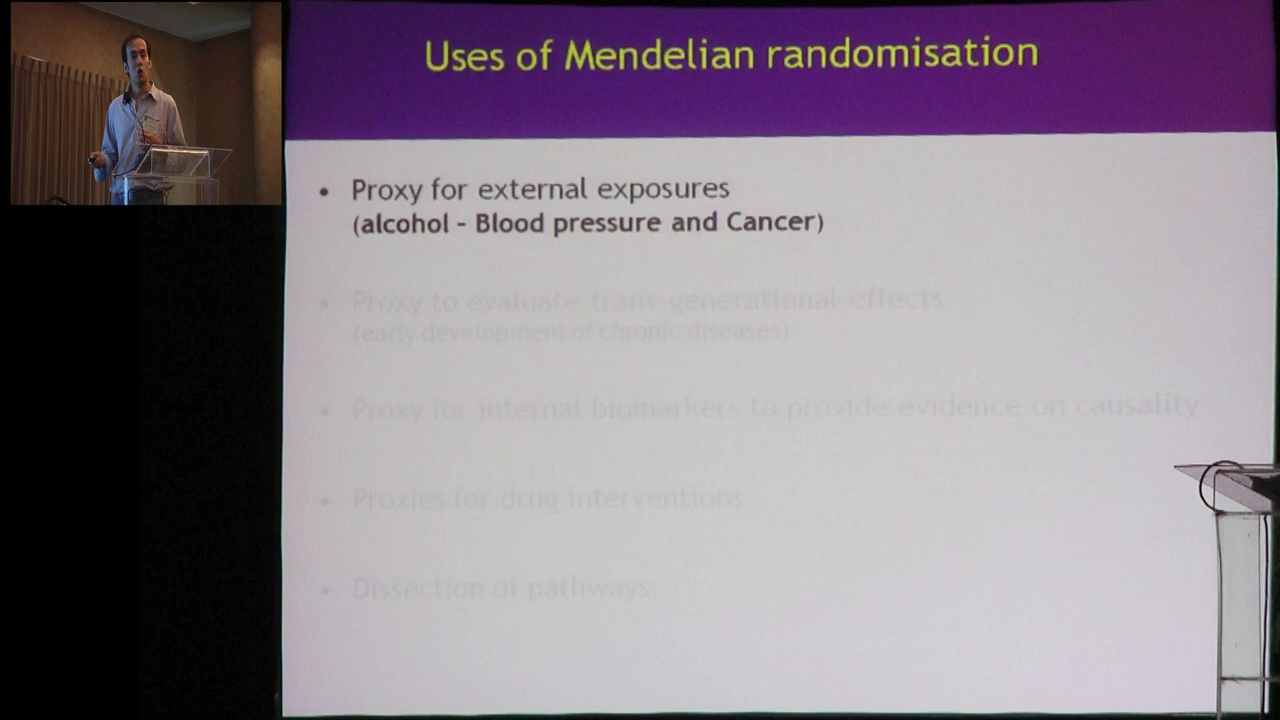 Uses of Mendelian randomisation
• Proxy for external exposures
(alcohol – Blood pressure and Cancer)
• Proxy to evaluate trans-generational effects
(early development of chronic diseases)
• Proxy for internal biomarkers to provide evidence on causality
• Proxies for drug interventions
• Dissection of pathways